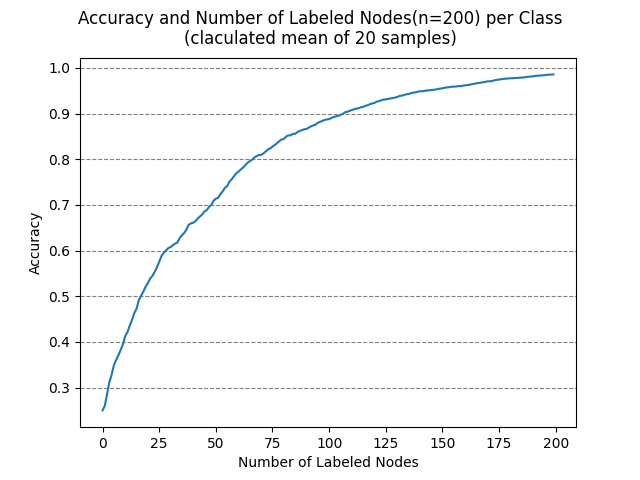 Accuracy and Number of Labeled Nodes(n=200) per Class
(claculated mean of 20 samples)
1.0
0.9
0.8
0.7
0.6
0.5
0.4
0.3
Accuracy
0 25 50 75 100 125 150 175 200
Number of Labeled Nodes